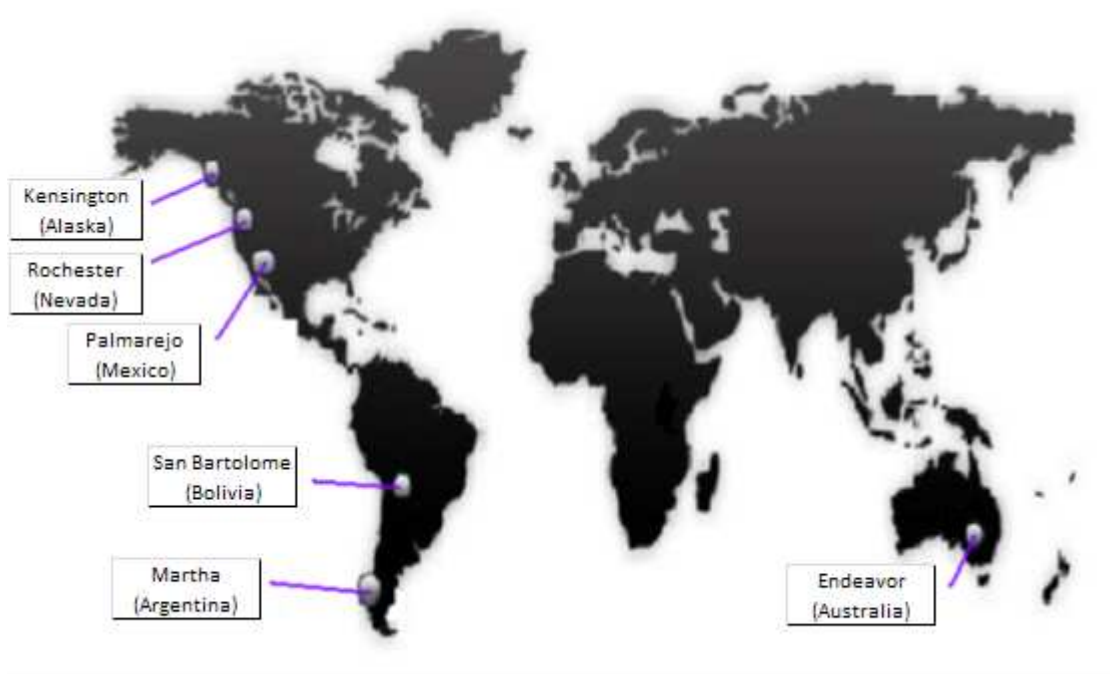 Kensington
(Alaska)
Rochester
(Nevada)
Palmarejo
(Mexico)
San Bartolome
(Bolivia)
Martha
(Argentina)
Endeavor
(Australia)